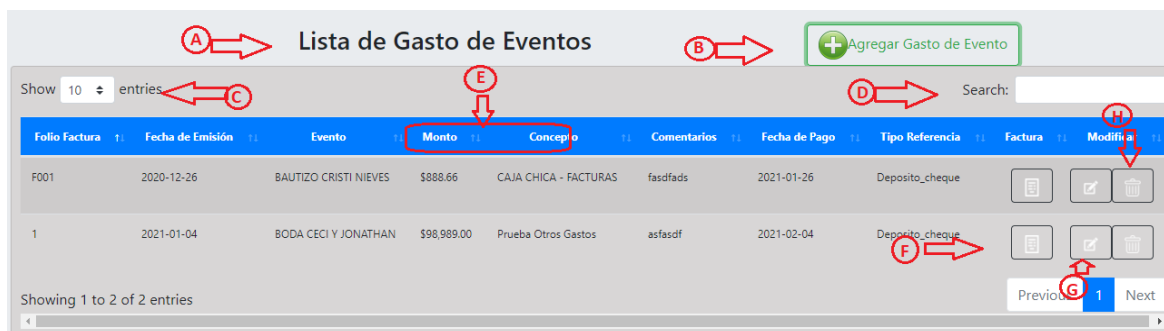 A Lista de Gasto de Eventos B Agregar Gasto de Evento
Show 10 entries C E D Search:
H
Folio Factura Fecha de Emisión Evento Monto Concepto Comentarios Fecha de Pago Tipo Referencia Factura Modificar
F001 2020-12-26 BAUTIZO CRISTI NIEVES $888.66 CAJA CHICA - FACTURAS fasdfads 2021-01-26 Deposito_cheque
1 2021-01-04 BODA CECI Y JONATHAN $98,989.00 Prueba Otros Gastos asfasdf 2021-02-04 Deposito_cheque
F
G
Showing 1 to 2 of 2 entries Previous 1 Next